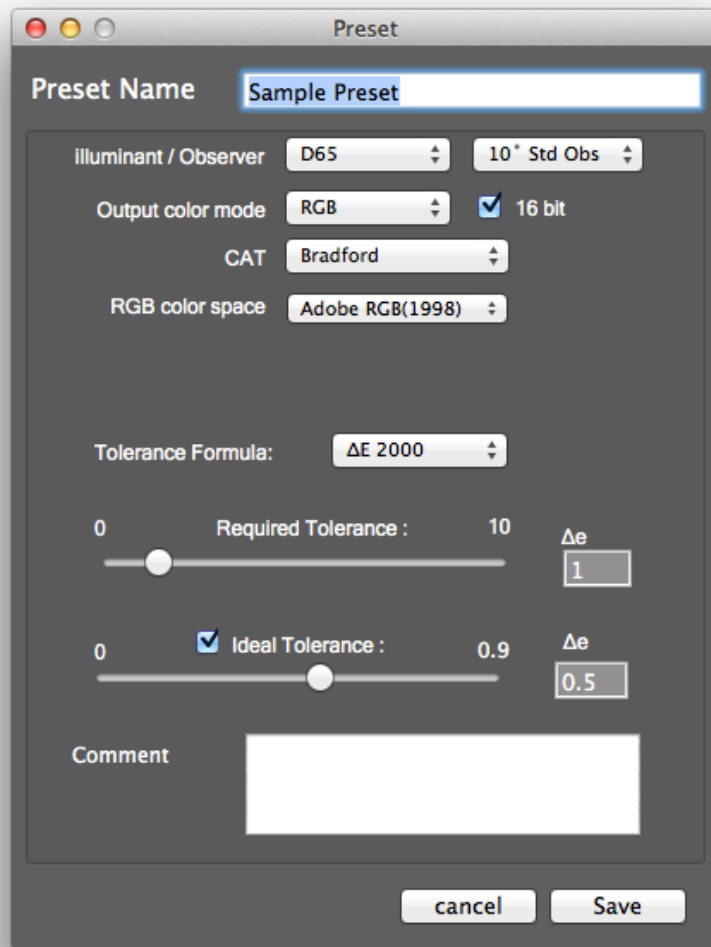 Preset
Preset Name Sample Preset
illuminant / Observer D65 10˚ Std Obs
Output color mode RGB 16 bit
CAT Bradford
RGB color space Adobe RGB(1998)
Tolerance Formula: ΔE 2000
0 Required Tolerance : 10 Δe
1
0 Ideal Tolerance : 0.9 Δe
0.5
Comment
cancel Save